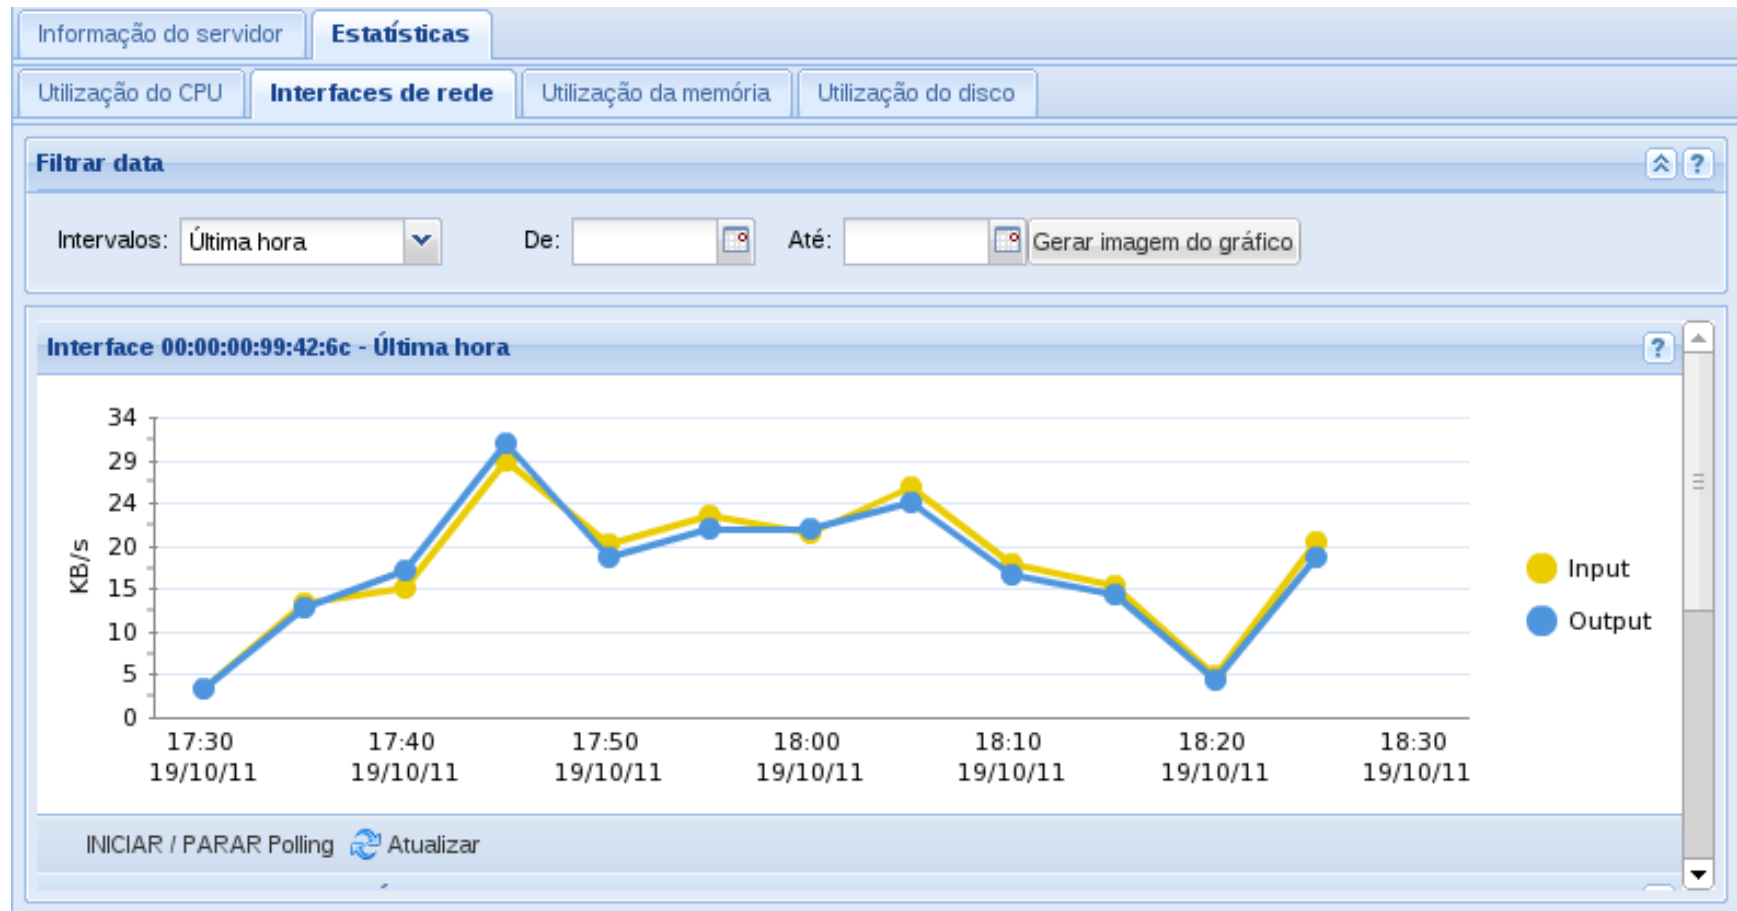 Informação do servidor Estatísticas
Utilização do CPU Interfaces de rede Utilização da memória Utilização do disco
Filtrar data ?
Intervalos: Última hora De: Até: Gerar imagem do gráfico
Interface 00:00:00:99:42:6c - Última hora ?
34
29
24
20
15
10
5
0
KB/s
Input
Output
17:30 17:40 17:50 18:00 18:10 18:20 18:30
19/10/11 19/10/11 19/10/11 19/10/11 19/10/11 19/10/11 19/10/11
INICIAR / PARAR Polling Atualizar